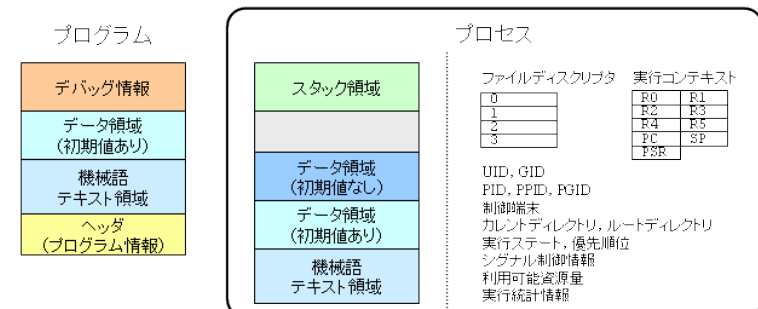 プログラム
デバッグ情報
データ領域
(初期値あり)
機械語
テキスト領域
ヘッダ
(プログラム情報)
プロセス
スタック領域
データ領域
(初期値なし)
データ領域
(初期値あり)
機械語
テキスト領域
ファイルディスクリプタ
0
1
2
3
実行コンテキスト
R0 R1
R2 R3
R4 R5
PC SP
PSR
UID, GID
PID, PPID, PGID
制御端末
カレントディレクトリ, ルートディレクトリ
実行ステート, 優先順位
シグナル制御情報
利用可能資源量
実行統計情報